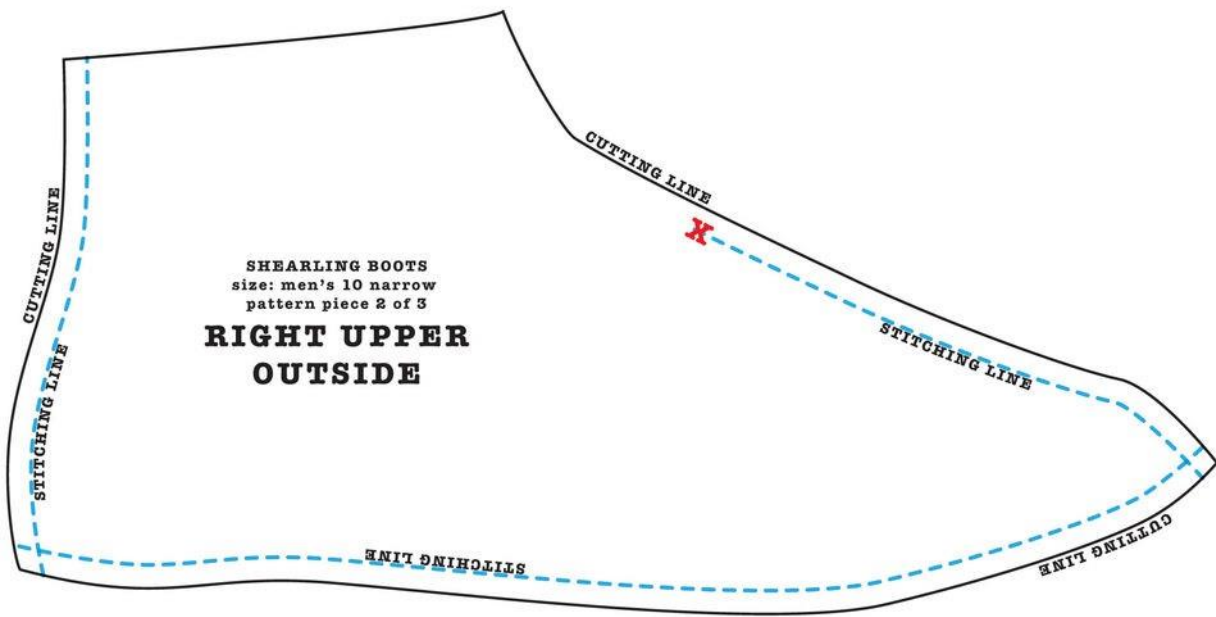 CUTTING LINE
X
CUTTING LINE
SHEARLING BOOTS
size: men's 10 narrow
pattern piece 2 of 3
RIGHT UPPER
OUTSIDE
STITCHING LINE
STITCHING LINE
STITCHING LINE
CUTTING LINE